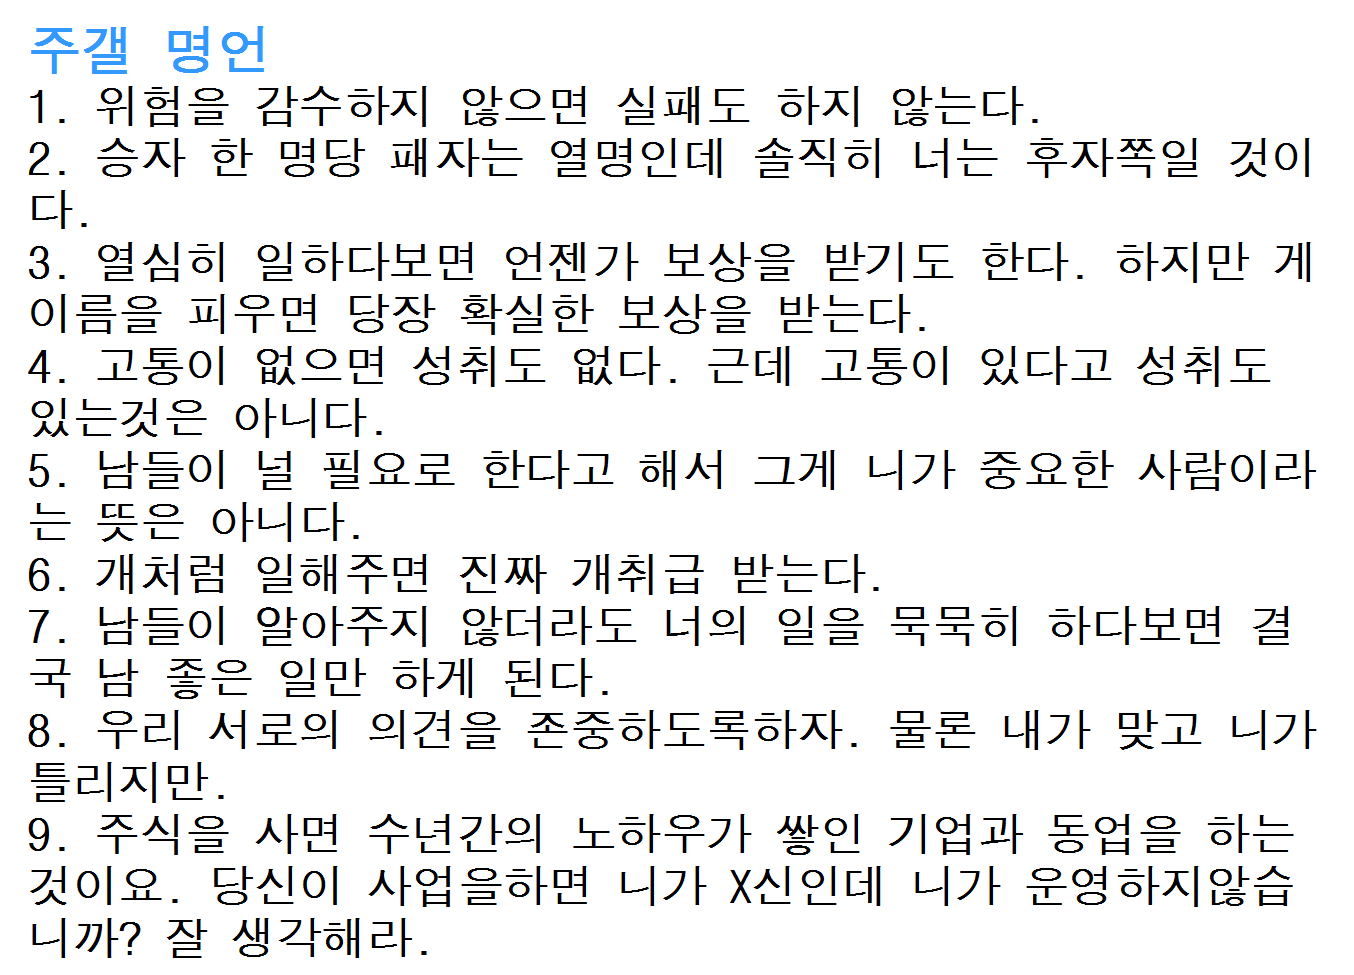 주갤 명언
1. 위험을 감수하지 않으면 실패도 하지 않는다.
2. 승자 한 명당 패자는 열명인데 솔직히 너는 후자쪽일 것이
다.
3. 열심히 일하다보면 언젠가 보상을 받기도 한다. 하지만 게
이름을 피우면 당장 확실한 보상을 받는다.
4. 고통이 없으면 성취도 없다. 근데 고통이 있다고 성취도
있는것은 아니다.
5. 남들이 널 필요로 한다고 해서 그게 니가 중요한 사람이라
는 뜻은 아니다.
6. 개처럼 일해주면 진짜 개취급 받는다.
7. 남들이 알아주지 않더라도 너의 일을 묵묵히 하다보면 결
국 남 좋은 일만 하게 된다.
8. 우리 서로의 의견을 존중하도록하자. 물론 내가 맞고 니가
틀리지만.
9. 주식을 사면 수년간의 노하우가 쌓인 기업과 동업을 하는
것이요. 당신이 사업을하면 니가 X신인데 니가 운영하지않습
니까? 잘 생각해라.